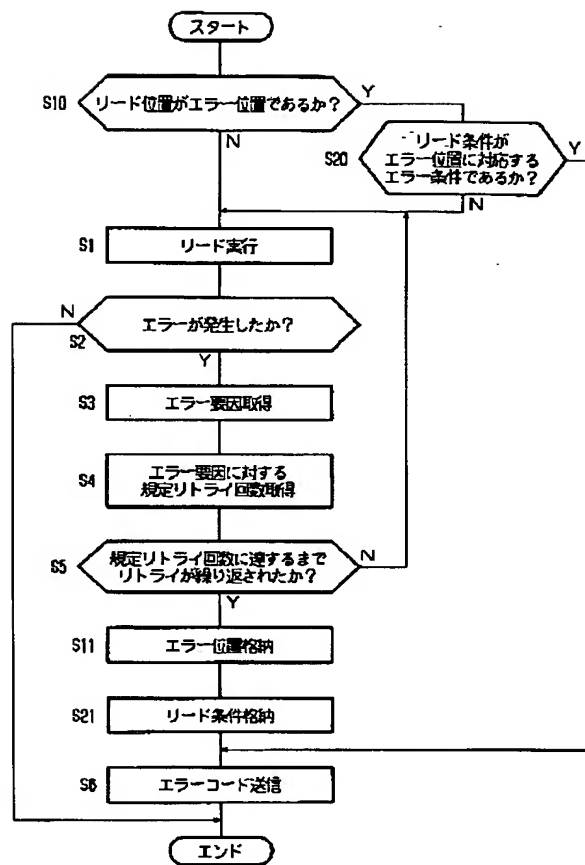 スタート
S10
リード位置がエラー位置であるか?
Y
N
S20
リード条件が
エラー位置に対応する
エラー条件であるか?
Y
N
S1
リード実行
N
エラーが発生したか?
S2
Y
S3
エラー要因取得
S4
エラー要因に対する
規定リトライ回数取得
S5
規定リトライ回数に達するまで
リトライが繰り返されたか?
N
Y
S11
エラー位置格納
S21
リード条件格納
S6
エラーコード送信
エンド